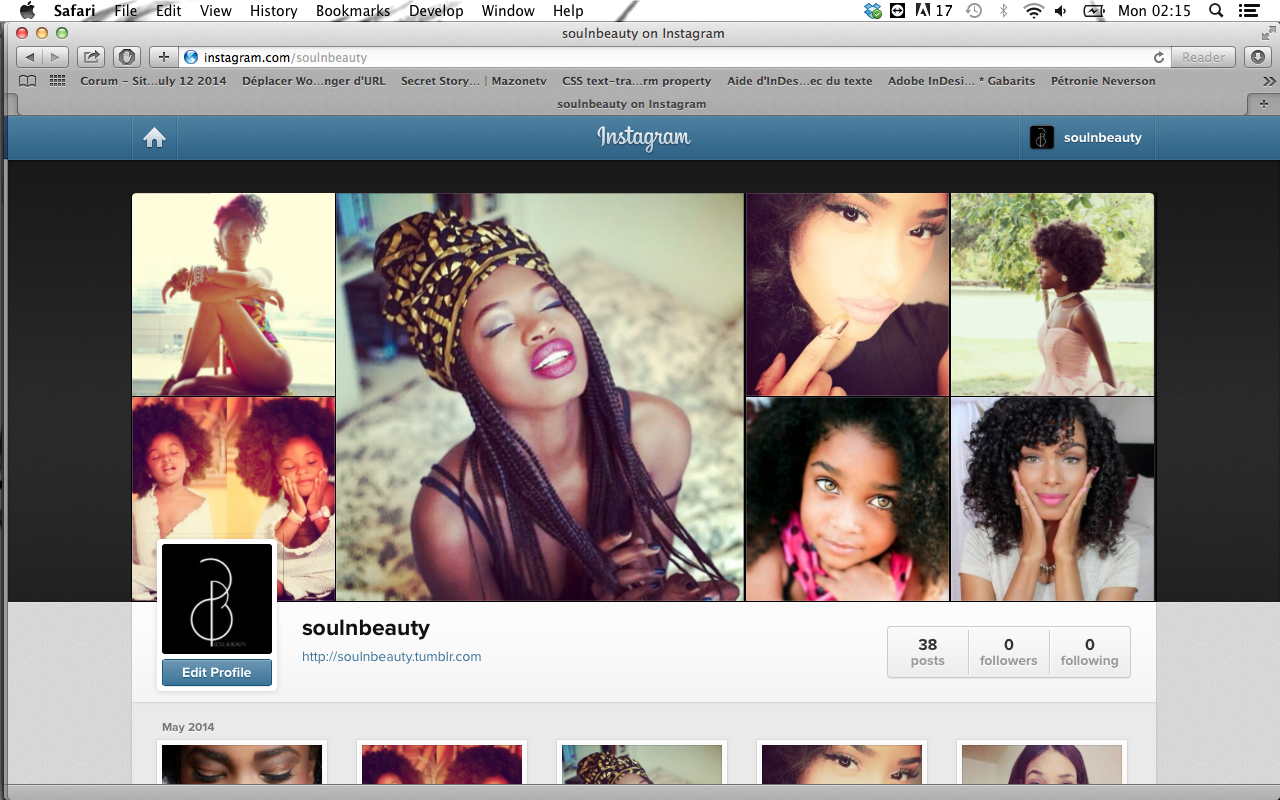 Safari File Edit View History Bookmarks Develop Window Help 17 Mon 02:15
soulnbeauty on Instagram
instagram.com/soulnbeauty Reader
Corum – Sit...uly 12 2014 Déplacer Wo...nger d'URL Secret Story... | Mazonetv CSS text-tra...rm property Aide d'InDes...ec du texte Adobe InDesi... * Gabarits Pétronie Neverson
soulnbeauty on Instagram
Instagram soulnbeauty
soulnbeauty
http://soulnbeauty.tumblr.com
38 0 0
posts followers following
Edit Profile
May 2014